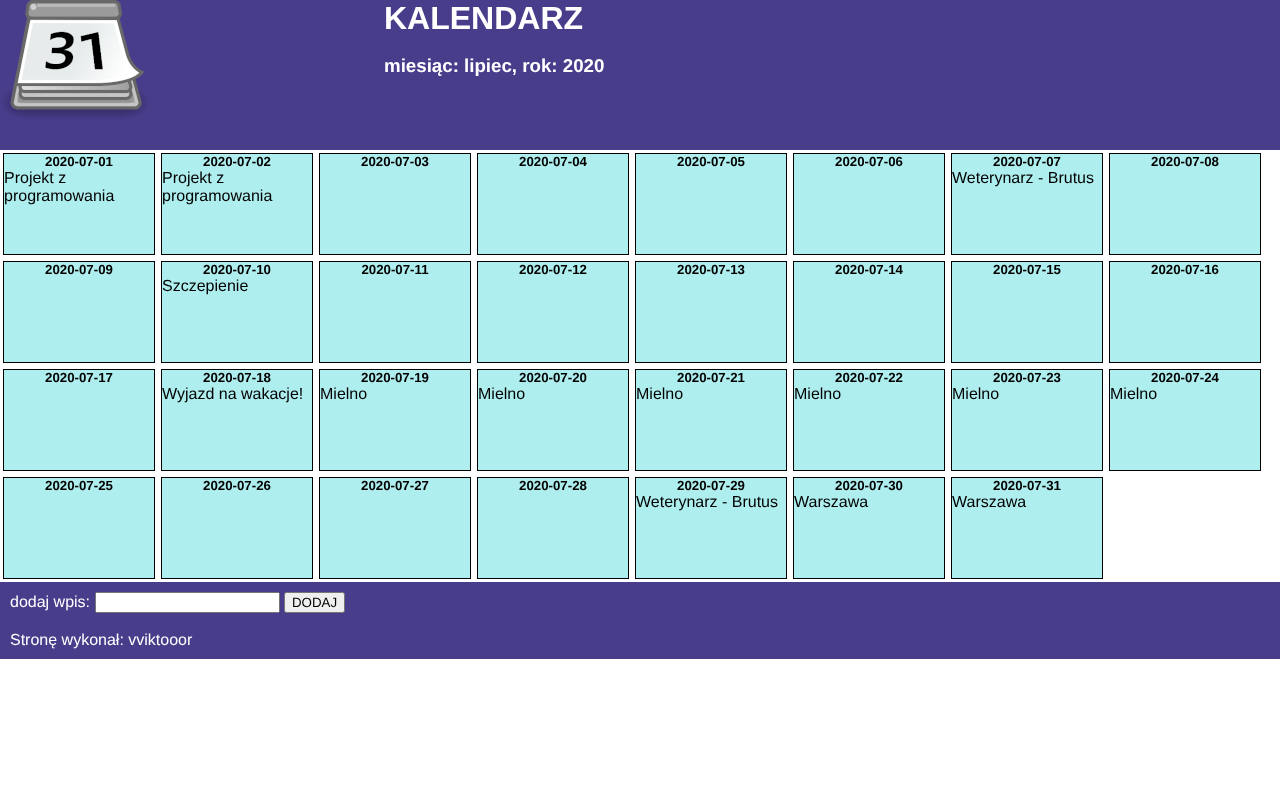 31
KALENDARZ
miesiąc: lipiec, rok: 2020
2020-07-01
Projekt z
programowania
2020-07-02
Projekt z
programowania
2020-07-03
2020-07-04
2020-07-05
2020-07-06
2020-07-07
Weterynarz - Brutus
2020-07-08
2020-07-09
2020-07-10
Szczepienie
2020-07-11
2020-07-12
2020-07-13
2020-07-14
2020-07-15
2020-07-16
2020-07-17
2020-07-18
Wyjazd na wakacje!
2020-07-19
Mielno
2020-07-20
Mielno
2020-07-21
Mielno
2020-07-22
Mielno
2020-07-23
Mielno
2020-07-24
Mielno
2020-07-25
2020-07-26
2020-07-27
2020-07-28
2020-07-29
Weterynarz - Brutus
2020-07-30
Warszawa
2020-07-31
Warszawa
dodaj wpis: DODAJ
Stronę wykonał: vviktooor